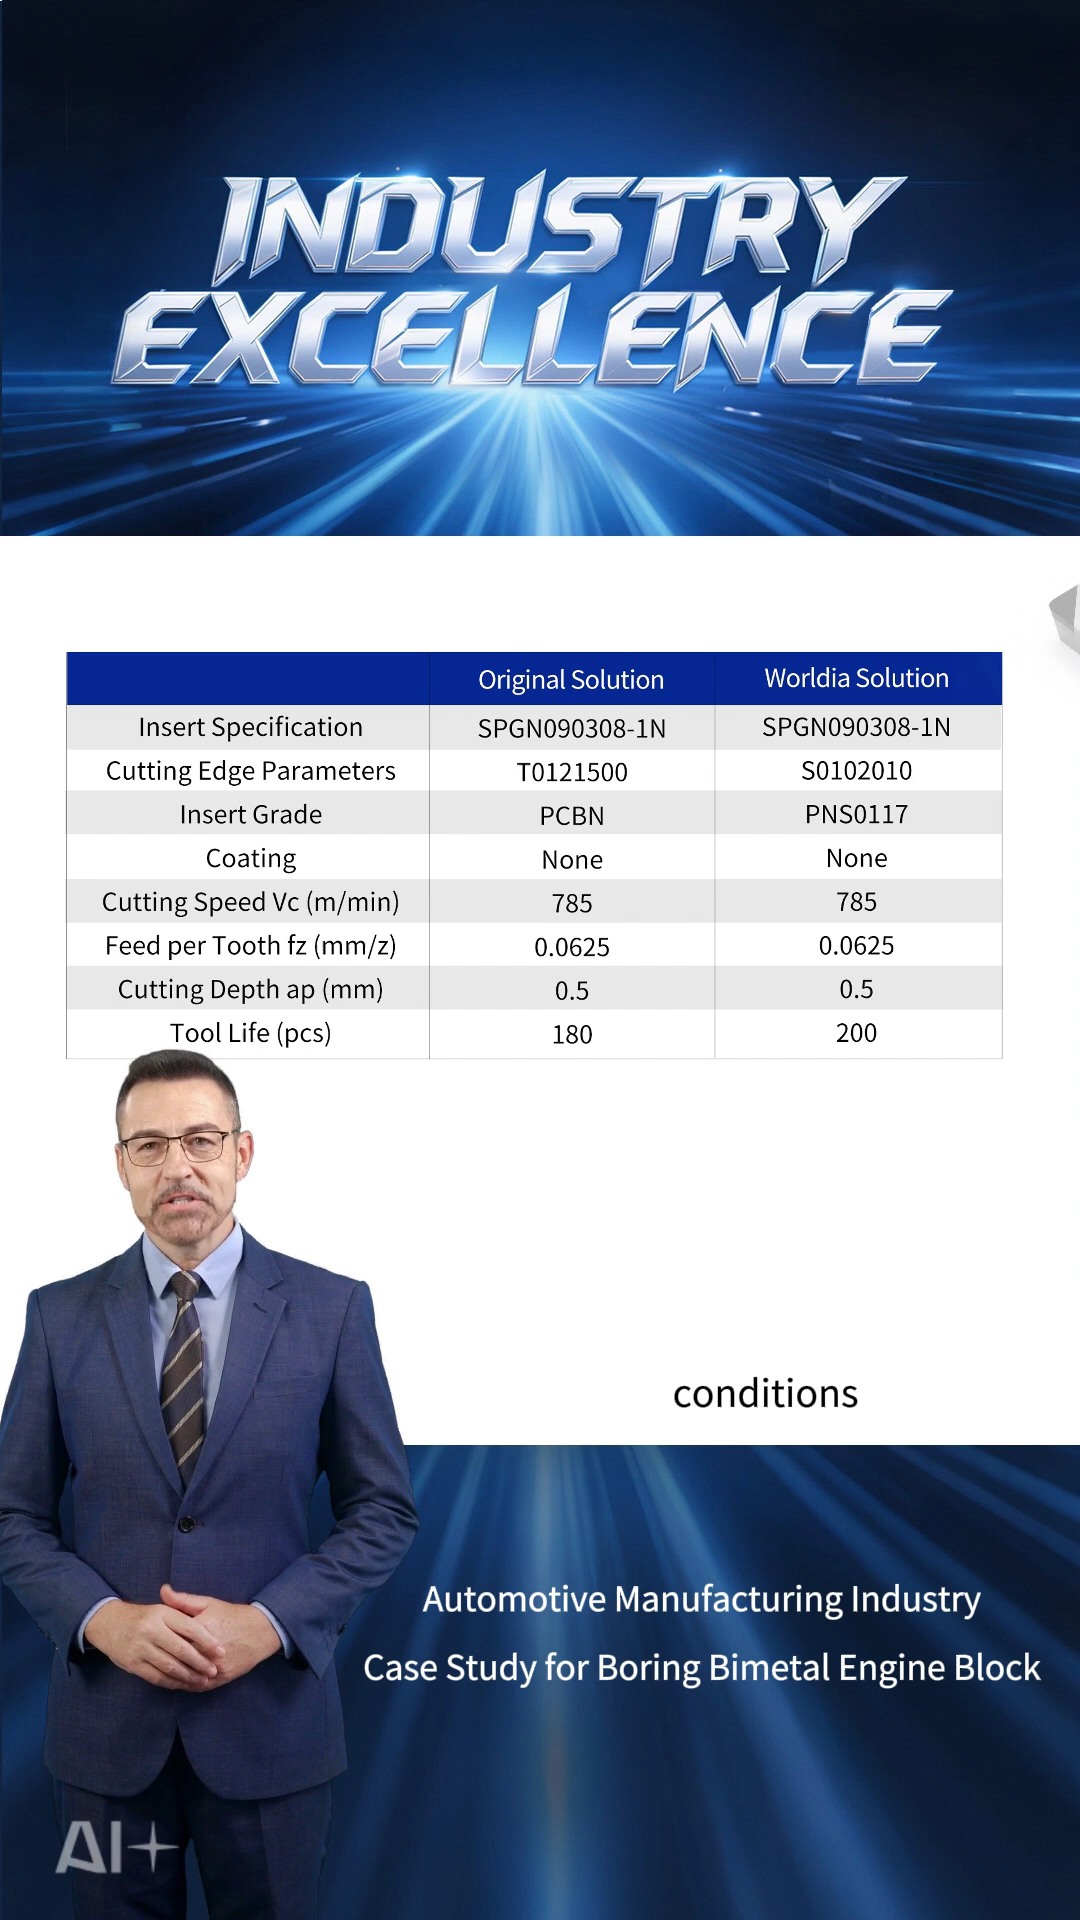 INDUSTRY
EXCELLENCE
Original Solution Worldia Solution
Insert Specification SPGN090308-1N SPGN090308-1N
Cutting Edge Parameters T0121500 S0102010
Insert Grade PCBN PNS0117
Coating None None
Cutting Speed Vc (m/min) 785 785
Feed per Tooth fz (mm/z) 0.0625 0.0625
Cutting Depth ap (mm) 0.5 0.5
Tool Life (pcs) 180 200
conditions
Automotive Manufacturing Industry
Case Study for Boring Bimetal Engine Block
AI+